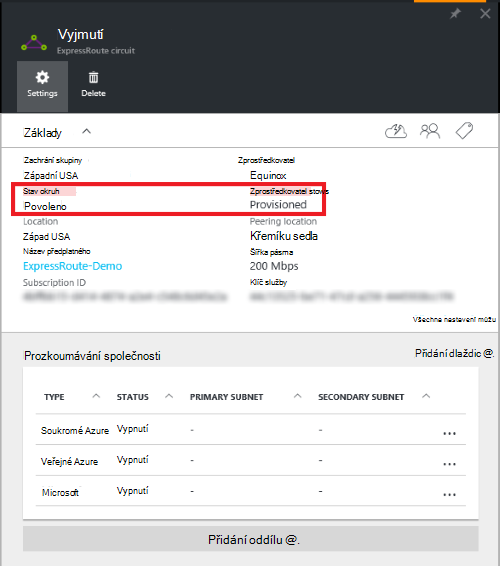 Vyjmutí
ExpressRoute circuit
Settings
Delete
Základy
Zachrání skupiny
Zprostředkovatel
Západní USA
Equinox
Stav okruh
Zprostředkovatel stows
Povoleno
Provisioned
Location
Peering location
Západ USA
Křemíku sedla
Název předplatného
Šířka pásma
ExpressRoute-Demo
200 Mbps
Subscription ID
Klíč služby
Všechna nastavení můžu
Prozkoumávání společnosti
Přidání dlaždic @.
TYPE STATUS PRIMARY SUBNET SECONDARY SUBNET
Soukromé Azure Vypnutí - - ...
Veřejné Azure Vypnutí - - ...
Microsoft Vypnutí - - ...
Přidání oddílu @.